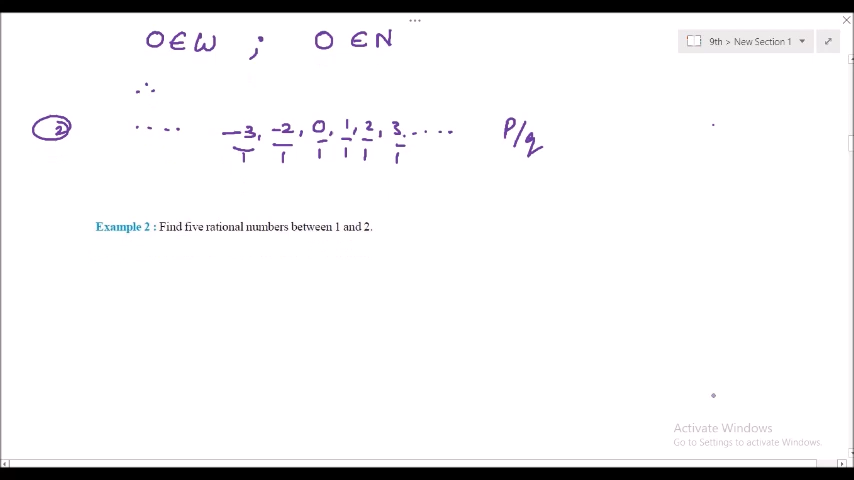 9th > New Section 1
0 ∈ W ; 0 ∈ N
∴
2 .... -3/1, -2/1, 0/1, 1/1, 2/1, 3/1 .... P/q
Example 2 : Find five rational numbers between 1 and 2.
Activate Windows
Go to Settings to activate Windows.